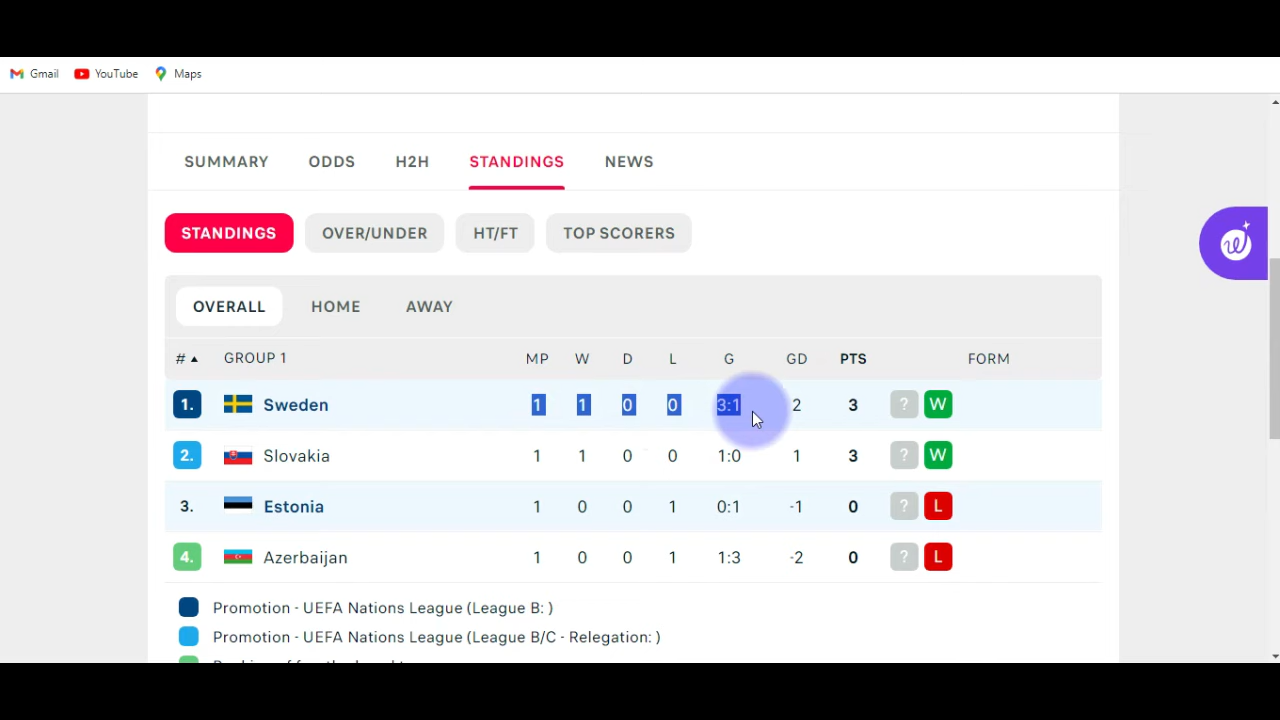 Gmail YouTube Maps
SUMMARY ODDS H2H STANDINGS NEWS
STANDINGS OVER/UNDER HT/FT TOP SCORERS
OVERALL HOME AWAY
# GROUP 1 MP W D L G GD PTS FORM
1. Sweden 1 1 0 0 3:1 2 3 ? W
2. Slovakia 1 1 0 0 1:0 1 3 ? W
3. Estonia 1 0 0 1 0:1 -1 0 ? L
4. Azerbaijan 1 0 0 1 1:3 -2 0 ? L
Promotion - UEFA Nations League (League B: )
Promotion - UEFA Nations League (League B/C - Relegation: )